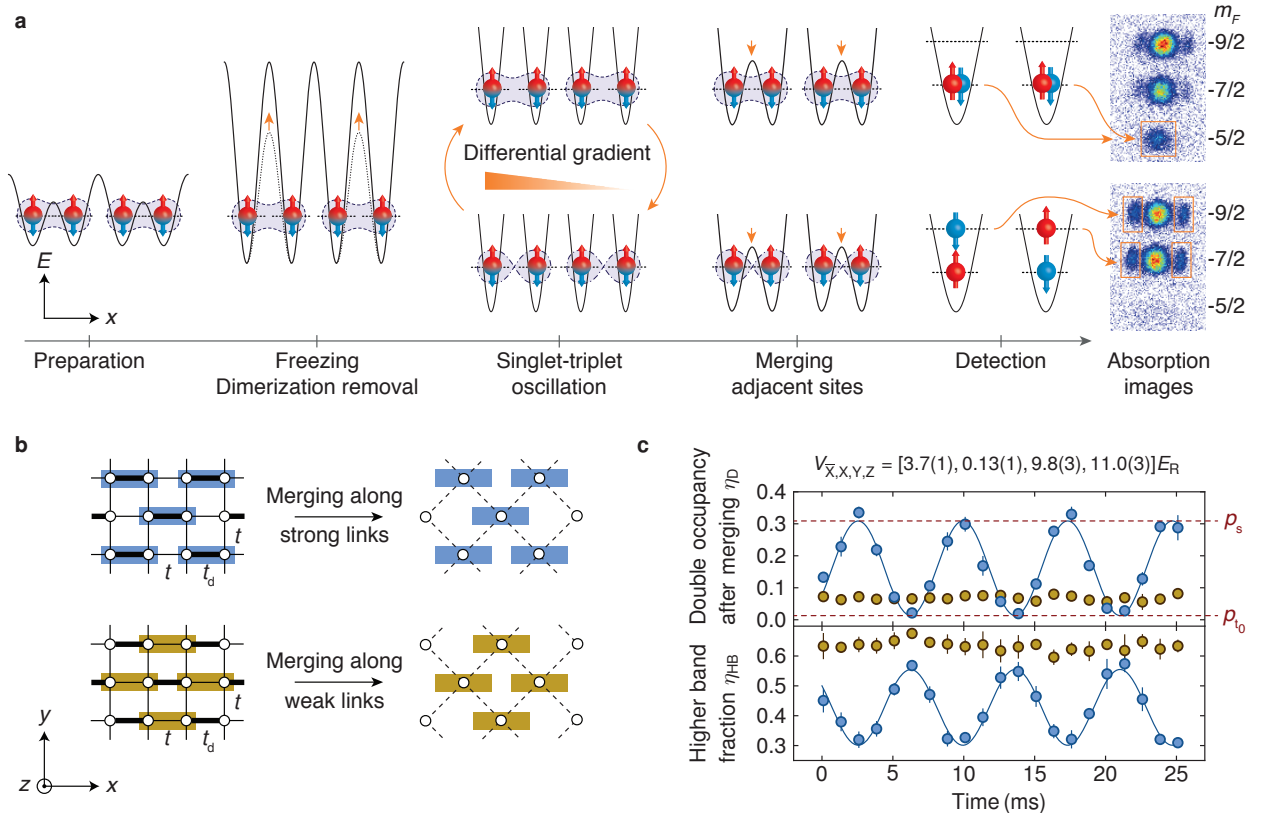 a
m_F
-9/2
-7/2
-5/2
Differential gradient
-9/2
-7/2
-5/2
E
x
Preparation
Freezing
Dimerization removal
Singlet-triplet
oscillation
Merging
adjacent sites
Detection
Absorption
images
b
Merging along
strong links
t
t
t_d
Merging along
weak links
t
t
t_d
y
z
x
c
V_X̅,X,Y,Z = [3.7(1), 0.13(1), 9.8(3), 11.0(3)]E_R
Double occupancy
after merging η_D
0.4
0.3
0.2
0.1
0.0
p_s
p_t_0
Higher band
fraction η_HB
0.6
0.5
0.4
0.3
0 5 10 15 20 25
Time (ms)